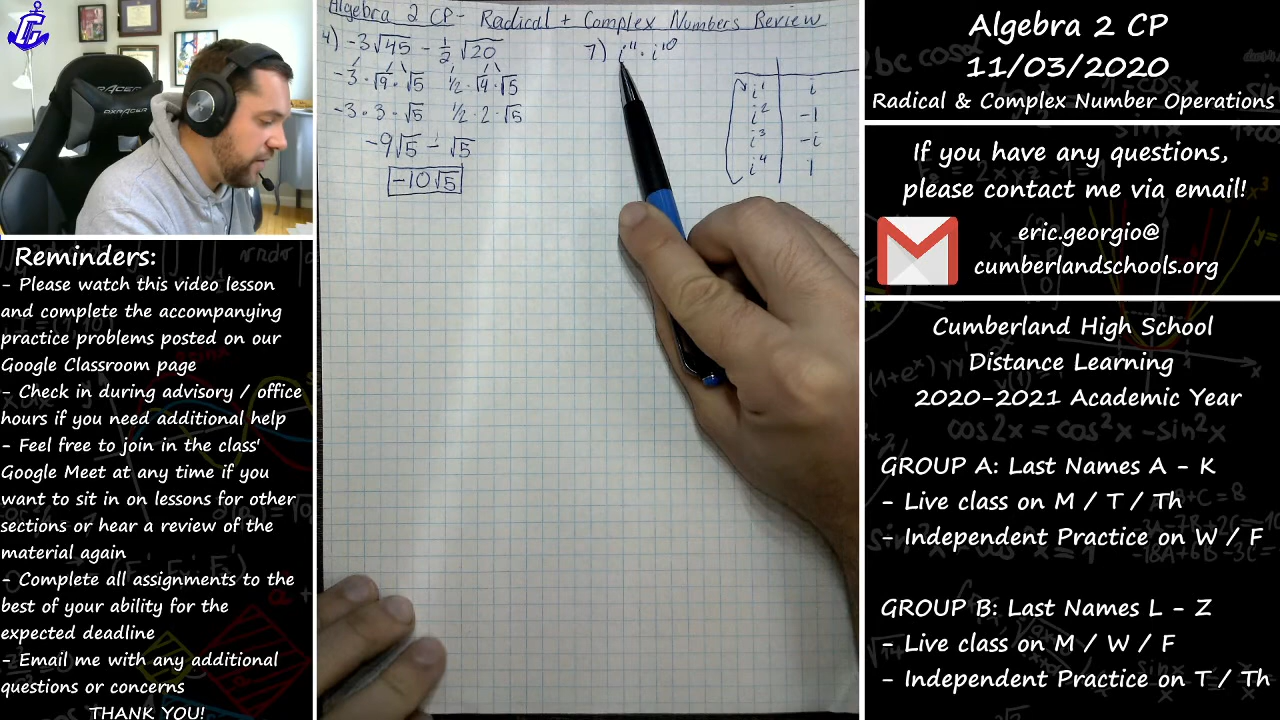 G
RACER
DXRACER
Reminders:
- Please watch this video lesson
and complete the accompanying
practice problems posted on our
Google Classroom page
- Check in during advisory / office
hours if you need additional help
- Feel free to join in the class'
Google Meet at any time if you
want to sit in on lessons for other
sections or hear a review of the
material again
- Complete all assignments to the
best of your ability for the
expected deadline
- Email me with any additional
questions or concerns
THANK YOU!
Algebra 2 CP - Radical + Complex Numbers Review
4) -3√45 - 1/2 √20
-3 · √9 · √5 1/2 · √4 · √5
-3 · 3 · √5 1/2 · 2 · √5
-9√5 - √5
-10√5
7) i¹¹ · i¹⁰
i¹ i
i² -1
i³ -i
i⁴ 1
Algebra 2 CP
11/03/2020
Radical & Complex Number Operations
If you have any questions,
please contact me via email!
eric.georgio@
cumberlandschools.org
Cumberland High School
Distance Learning
2020-2021 Academic Year
cos2x = cos²x - sin²x
GROUP A: Last Names A - K
- Live class on M / T / Th
- Independent Practice on W / F
GROUP B: Last Names L - Z
- Live class on M / W / F
- Independent Practice on T / Th